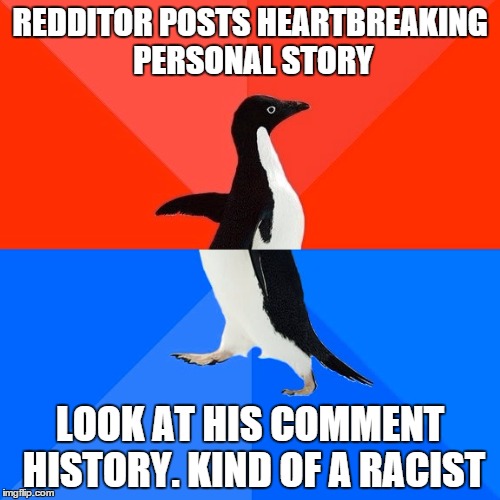 REDDITOR POSTS HEARTBREAKING
PERSONAL STORY
LOOK AT HIS COMMENT
HISTORY. KIND OF A RACIST
imgflip.com